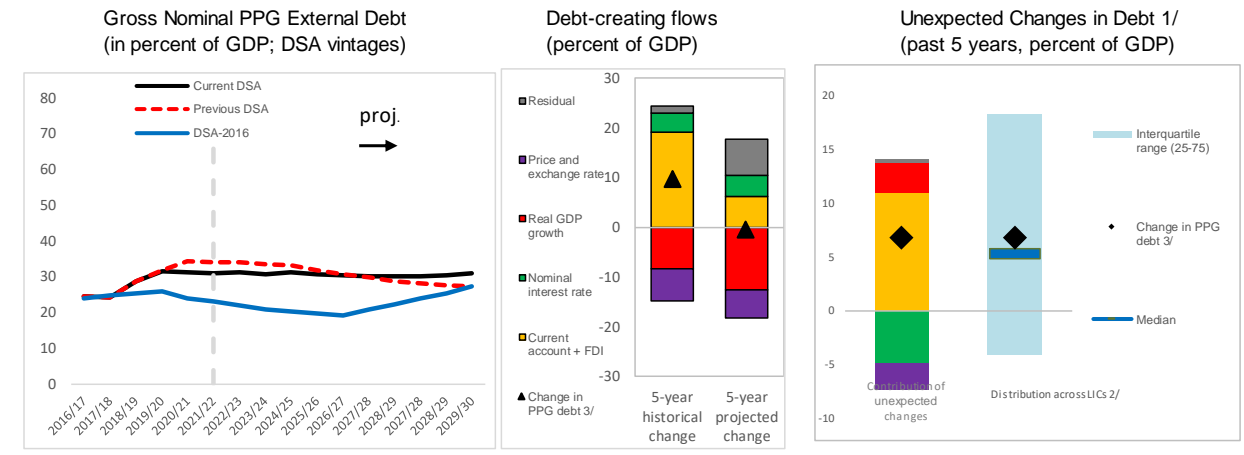 Gross Nominal PPG External Debt
(in percent of GDP; DSA vintages)
80
70
60
50
40
30
20
10
0
Current DSA
Previous DSA
DSA-2016
proj.
2016/17
2017/18
2018/19
2019/20
2020/21
2021/22
2022/23
2023/24
2024/25
2025/26
2026/27
2027/28
2028/29
2027/28
2028/29
2029/30
Debt-creating flows
(percent of GDP)
Residual
Price and
exchange rate
Real GDP
growth
Nominal
interest rate
Current
account + FDI
Change in
PPG debt 3/
30
20
10
0
-10
-20
-30
5-year
historical
change
5-year
projected
change
Unexpected Changes in Debt 1/
(past 5 years, percent of GDP)
20
15
10
5
0
-5
-10
Contribution of
unexpected
changes
Distribution across LICs 2/
Interquartile
range (25-75)
Change in PPG
debt 3/
Median